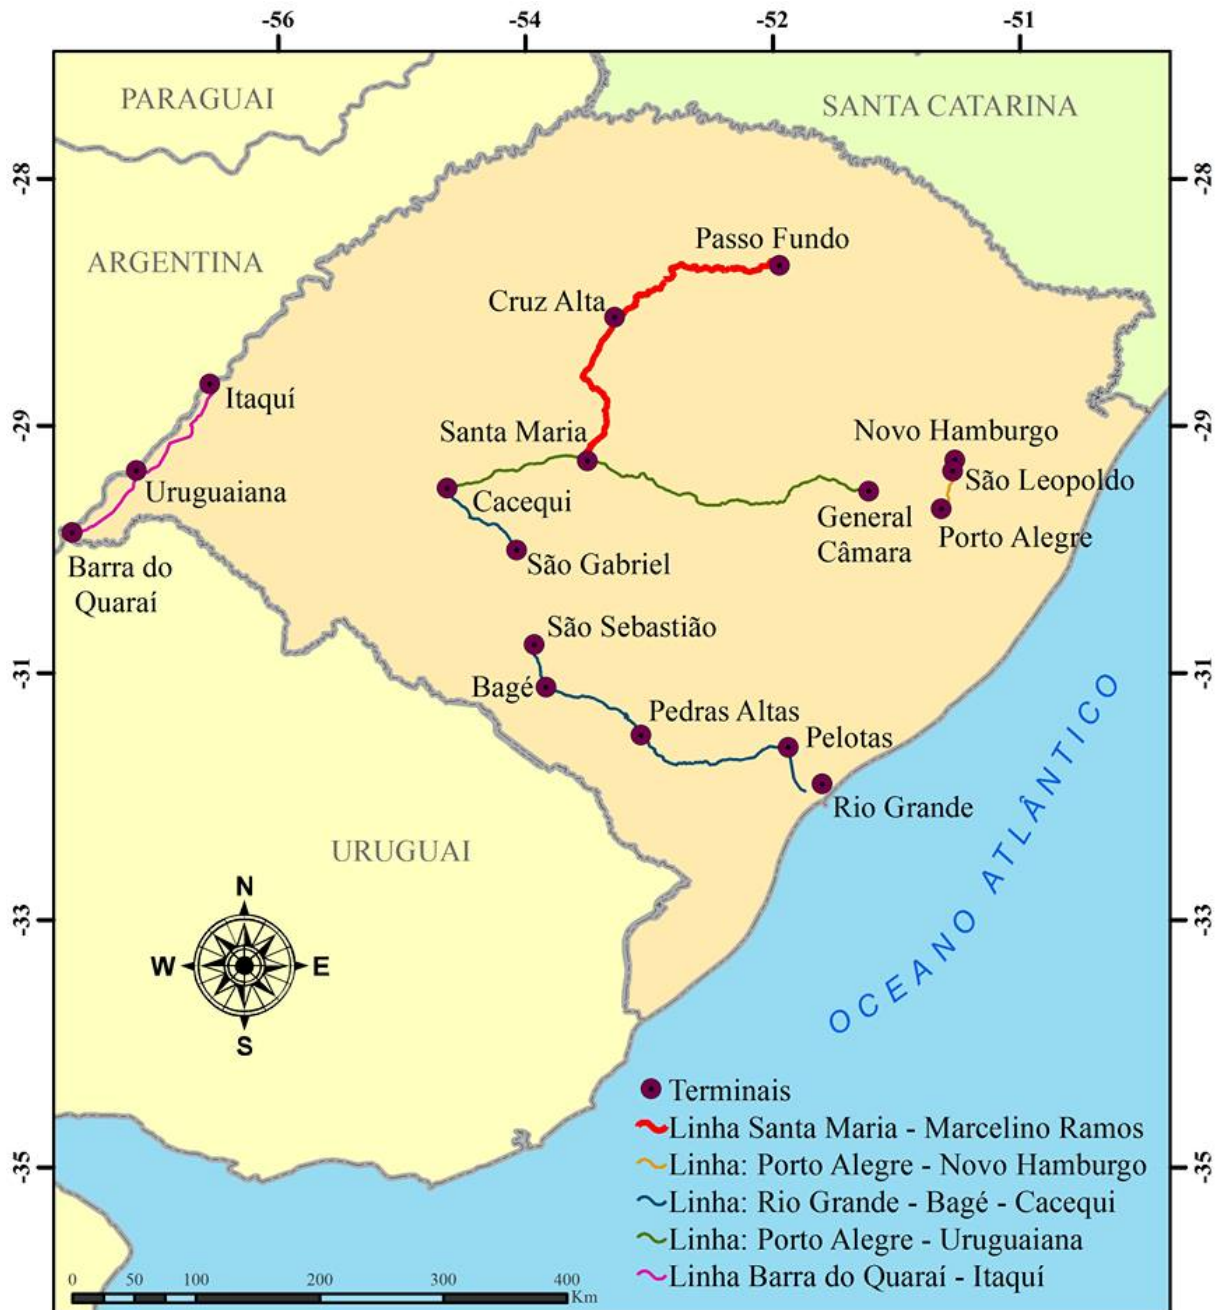 -56 -54 -52 -51
PARAGUAI
SANTA CATARINA
-28 -28
Passo Fundo
ARGENTINA
Cruz Alta
Itaquí
-29 -29
Santa Maria
Novo Hamburgo
Uruguaiana
Cacequi
São Leopoldo
General
Câmara
Porto Alegre
Barra do
Quaraí
São Gabriel
São Sebastião
-31 -31
Bagé
Pedras Altas
Pelotas
Rio Grande
OCEANO ATLÂNTICO
URUGUAI
N
W E
S
-33 -33
Terminais
Linha Santa Maria - Marcelino Ramos
Linha: Porto Alegre - Novo Hamburgo
-35 -35
Linha: Rio Grande - Bagé - Cacequi
Linha: Porto Alegre - Uruguaiana
Linha Barra do Quaraí - Itaquí
0 50 100 200 300 400
Km